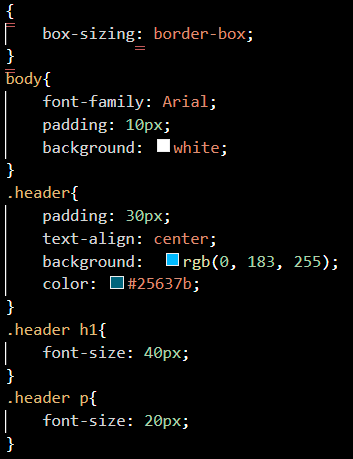 {
box-sizing: border-box;
}
body{
font-family: Arial;
padding: 10px;
background: white;
}
.header{
padding: 30px;
text-align: center;
background: rgb(0, 183, 255);
color: #25637b;
}
.header h1{
font-size: 40px;
}
.header p{
font-size: 20px;
}